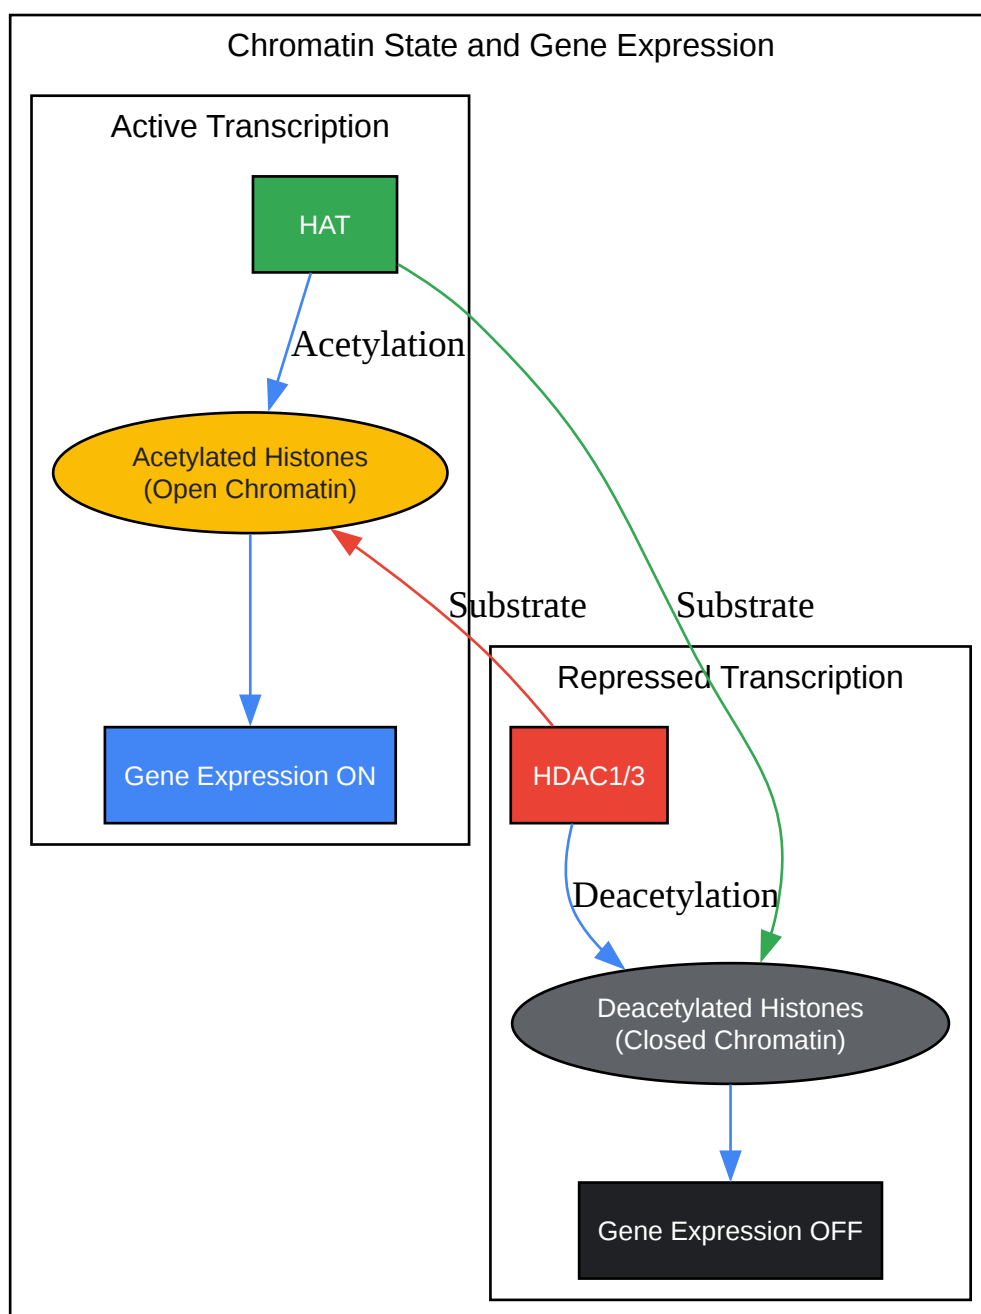 Chromatin State and Gene Expression
Active Transcription
HAT
Acetylation
Acetylated Histones
(Open Chromatin)
Substrate
Substrate
Repressed Transcription
Gene Expression ON
HDAC1/3
Deacetylation
Deacetylated Histones
(Closed Chromatin)
Gene Expression OFF